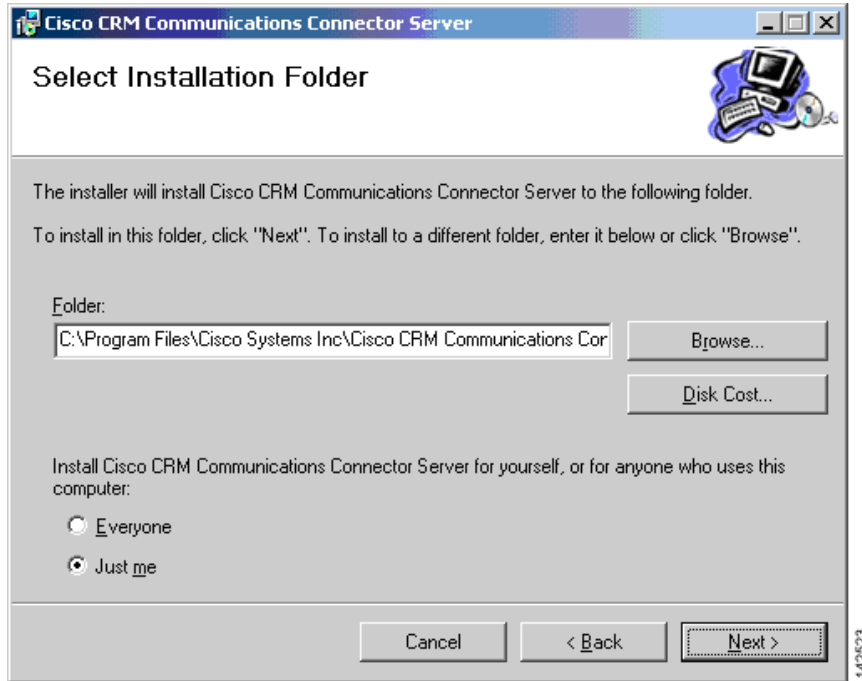 Cisco CRM Communications Connector Server
Select Installation Folder
The installer will install Cisco CRM Communications Connector Server to the following folder.
To install in this folder, click "Next". To install to a different folder, enter it below or click "Browse".
Folder:
C:\Program Files\Cisco Systems Inc\Cisco CRM Communications Con
Browse...
Disk Cost...
Install Cisco CRM Communications Connector Server for yourself, or for anyone who uses this
computer:
Everyone
Just me
Cancel
< Back
Next >
142523